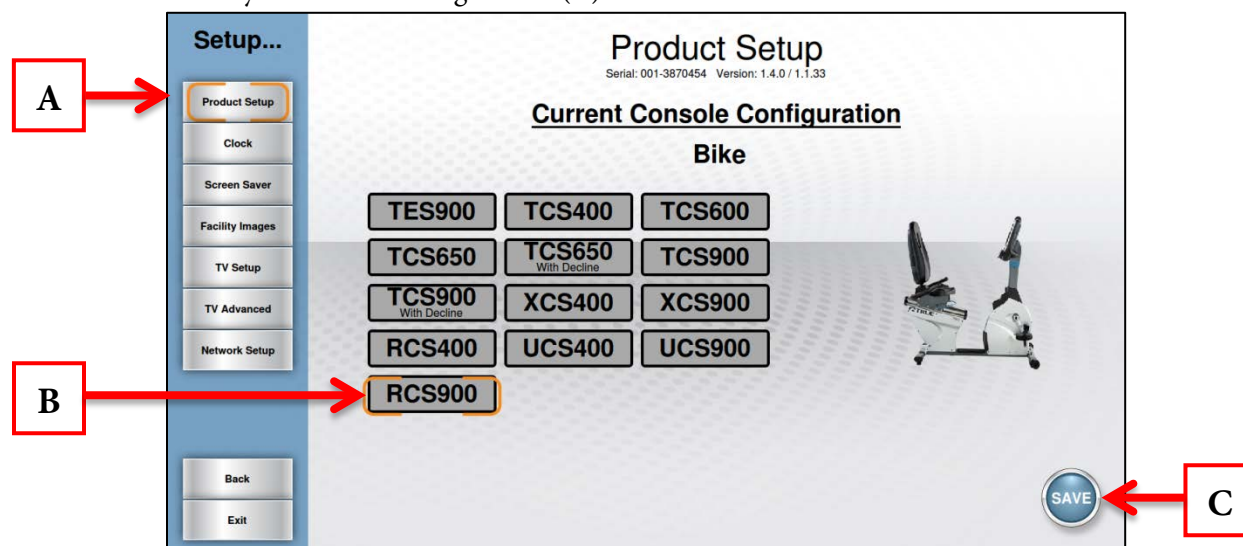 Setup...
Product Setup
Serial: 001-3870454 Version: 1.4.0 / 1.1.33
A
Product Setup
Current Console Configuration
Clock
Bike
Screen Saver
Facility Images
TV Setup
TV Advanced
Network Setup
TES900 TCS400 TCS600
TCS650 TCS650 TCS900
With Decline
TCS900 XCS400 XCS900
With Decline
RCS400 UCS400 UCS900
B
RCS900
TRUE
Back
Exit
SAVE
C